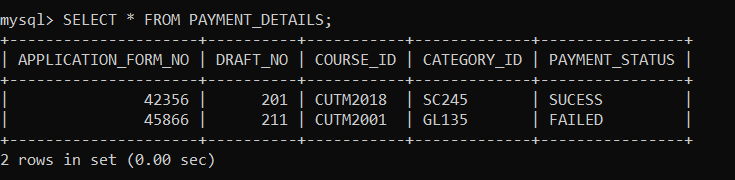 mysql> SELECT * FROM PAYMENT_DETAILS;
+---------------------+----------+-----------+-------------+----------------+
| APPLICATION_FORM_NO | DRAFT_NO | COURSE_ID | CATEGORY_ID | PAYMENT_STATUS |
+---------------------+----------+-----------+-------------+----------------+
|               42356 |      201 | CUTM2018  | SC245       | SUCESS         |
|               45866 |      211 | CUTM2001  | GL135       | FAILED         |
+---------------------+----------+-----------+-------------+----------------+
2 rows in set (0.00 sec)